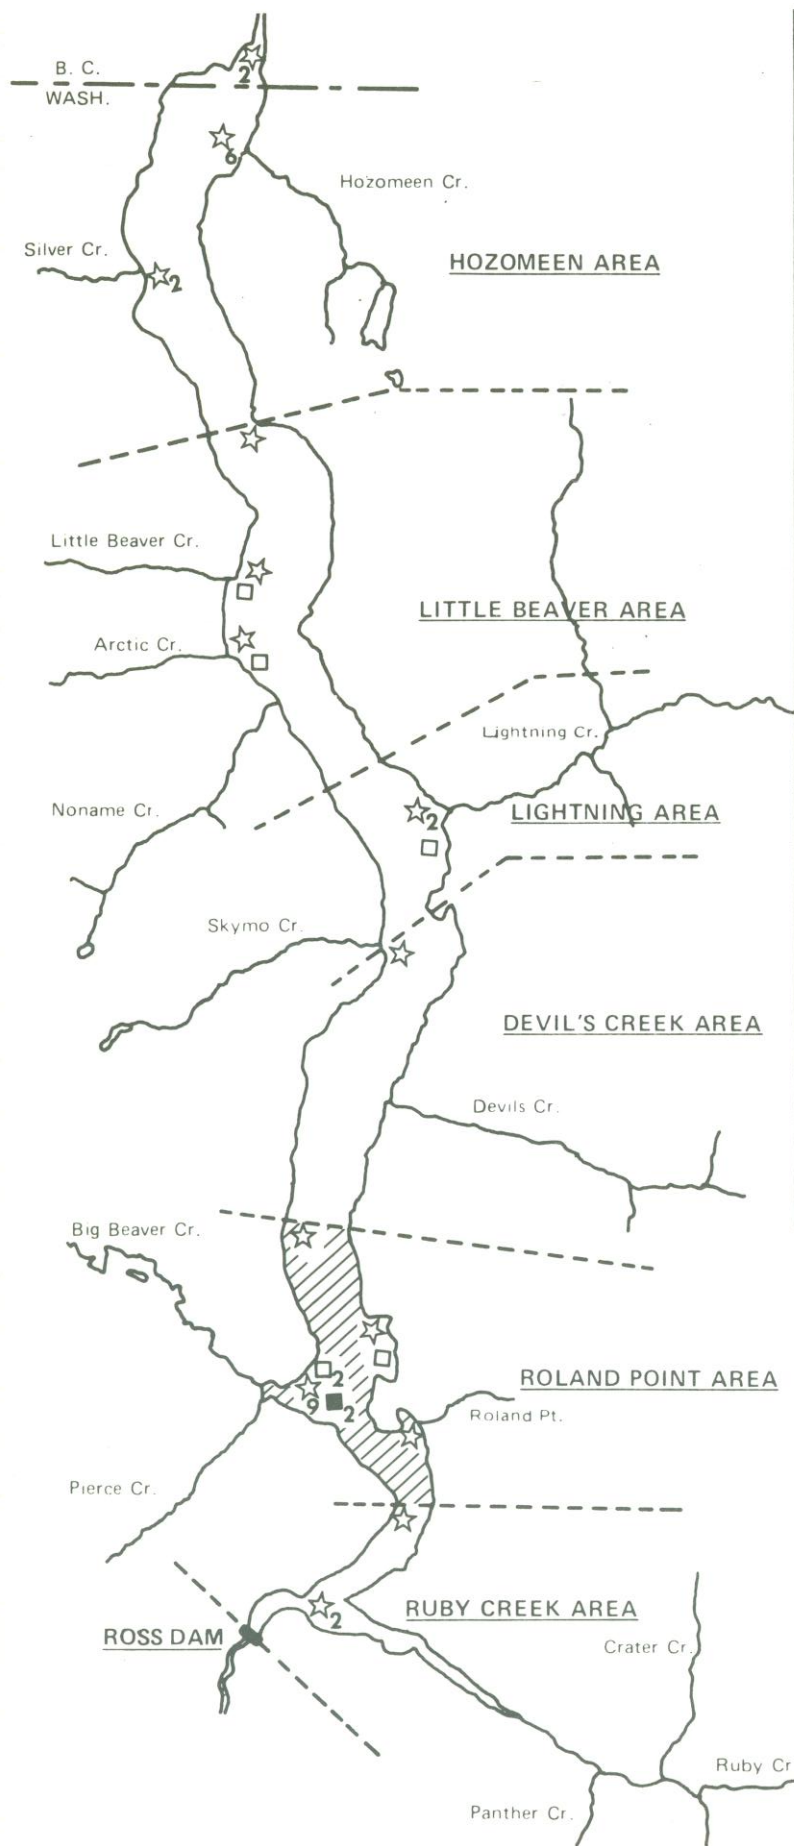 B. C.
2
WASH.
6
Hozomeen Cr.
Silver Cr.
2
HOZOMEEN AREA
Little Beaver Cr.
LITTLE BEAVER AREA
Arctic Cr.
Lightning Cr.
Noname Cr.
2
LIGHTNING AREA
Skymo Cr.
DEVIL'S CREEK AREA
Devils Cr.
Big Beaver Cr.
2
ROLAND POINT AREA
9
2
Roland Pt.
Pierce Cr.
RUBY CREEK AREA
2
ROSS DAM
Crater Cr.
Ruby Cr
Panther Cr.